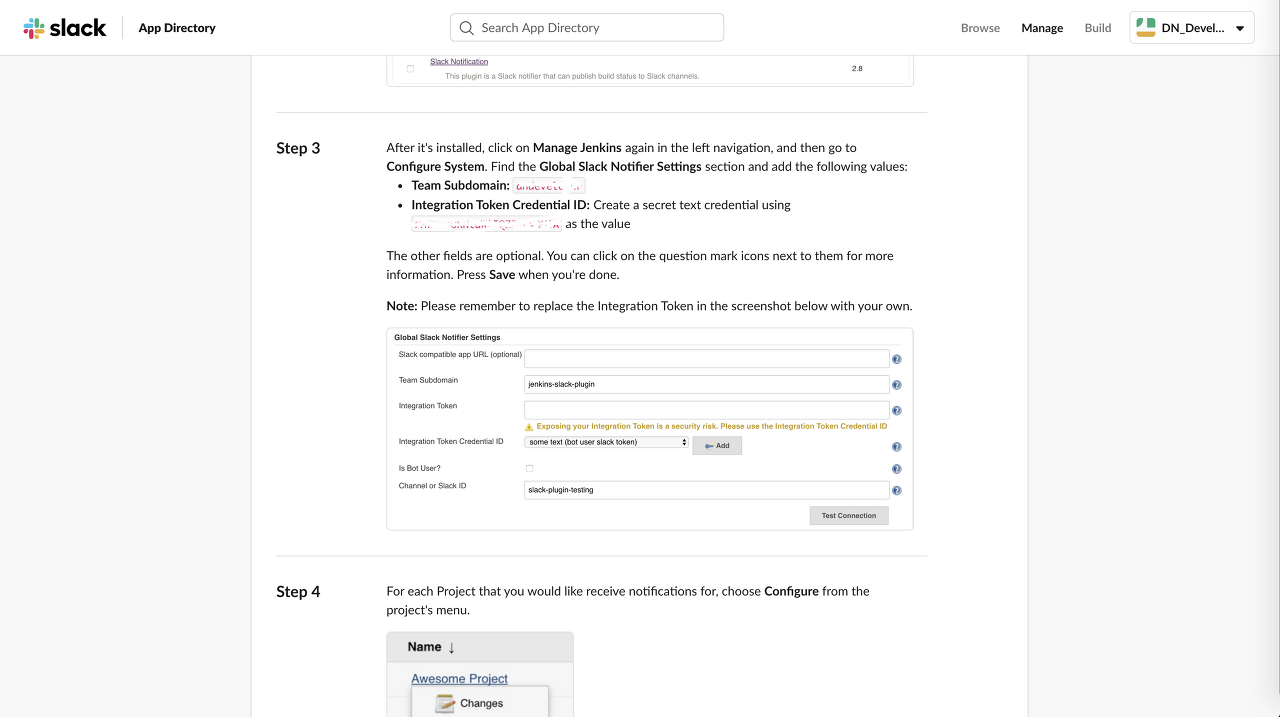 slack
App Directory
Search App Directory
Browse
Manage
Build
DN_Devel...
Slack Notification
This plugin is a Slack notifier that can publish build status to Slack channels.
2.8
Step 3
After it's installed, click on Manage Jenkins again in the left navigation, and then go to
Configure System. Find the Global Slack Notifier Settings section and add the following values:
• Team Subdomain:
• Integration Token Credential ID: Create a secret text credential using
as the value
The other fields are optional. You can click on the question mark icons next to them for more
information. Press Save when you're done.
Note: Please remember to replace the Integration Token in the screenshot below with your own.
Global Slack Notifier Settings
Slack compatible app URL (optional)
Team Subdomain
jenkins-slack-plugin
Integration Token
Exposing your Integration Token is a security risk. Please use the Integration Token Credential ID
Integration Token Credential ID
some text (bot user slack token)
Add
Is Bot User?
Channel or Slack ID
slack-plugin-testing
Test Connection
Step 4
For each Project that you would like receive notifications for, choose Configure from the
project's menu.
Name ↓
Awesome Project
Changes